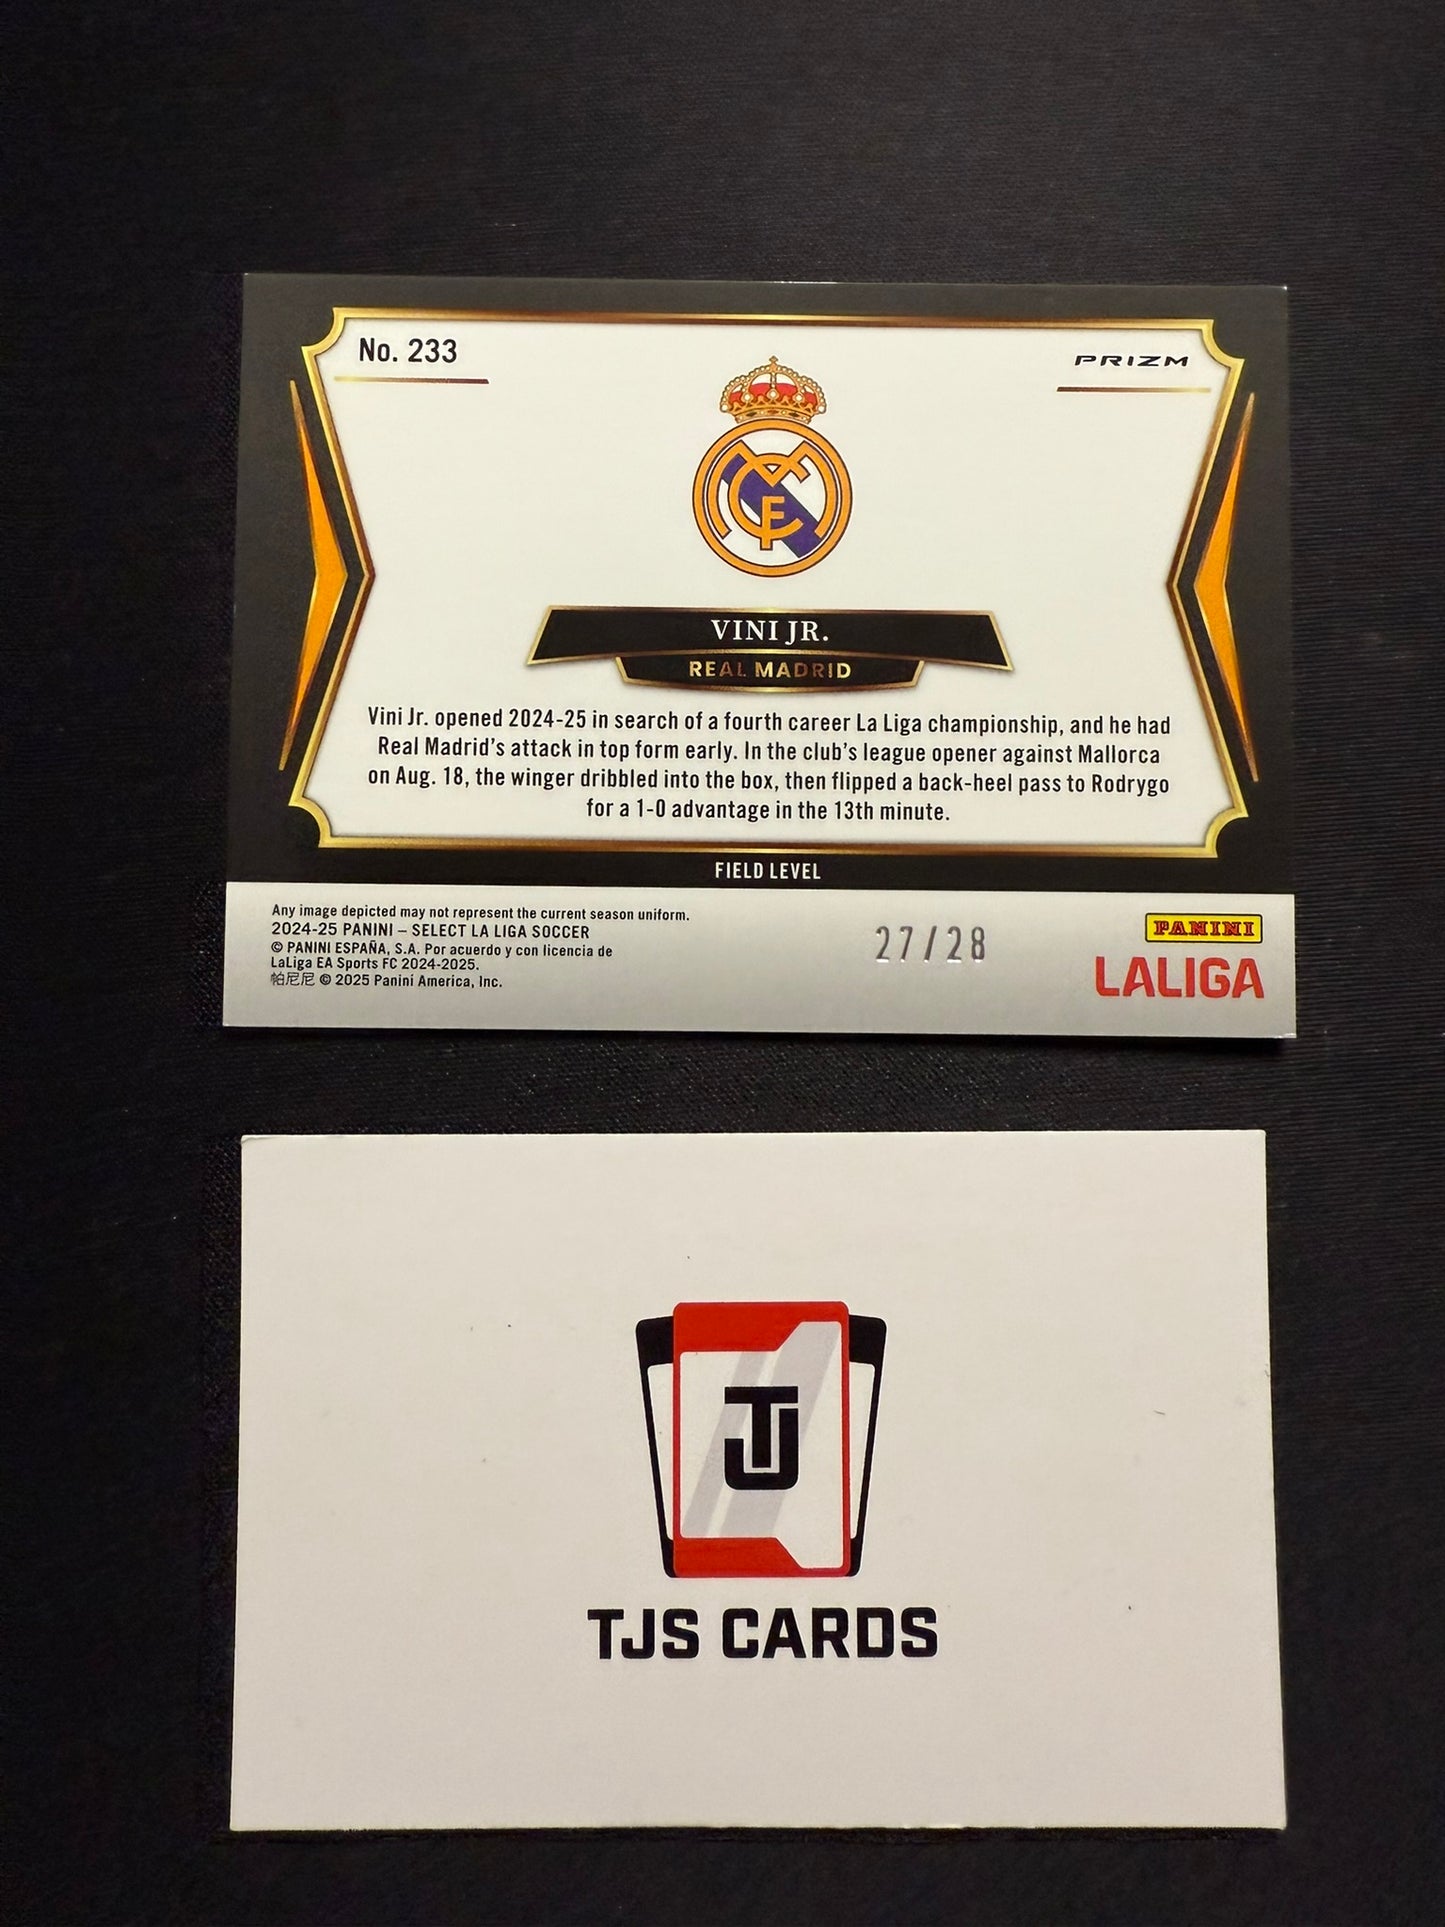 No. 233
PRIZM
VINI JR.
REAL MADRID
Vini Jr. opened 2024-25 in search of a fourth career La Liga championship, and he had
Real Madrid's attack in top form early. In the club's league opener against Mallorca
on Aug. 18, the winger dribbled into the box, then flipped a back-heel pass to Rodrygo
for a 1-0 advantage in the 13th minute.
FIELD LEVEL
Any image depicted may not represent the current season uniform.
2024-25 PANINI – SELECT LA LIGA SOCCER
© PANINI ESPAÑA, S.A. Por acuerdo y con licencia de
LaLiga EA Sports FC 2024-2025.
帕尼尼 © 2025 Panini America, Inc.
27/28
PANINI
LALIGA
TJ
TJS CARDS